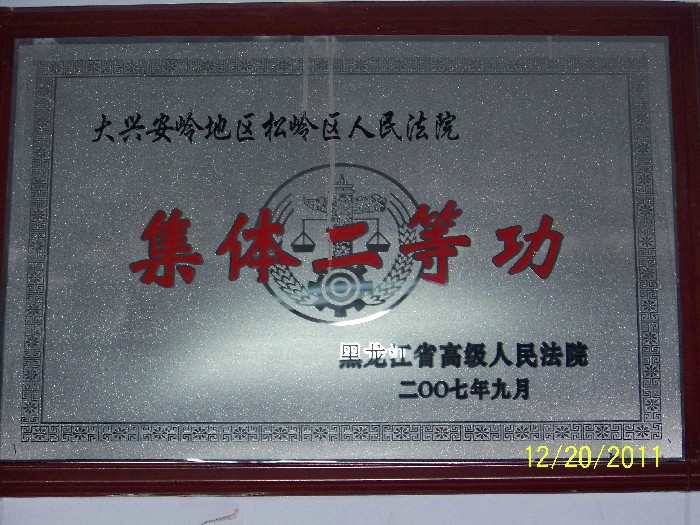 大兴安岭地区松岭区人民法院
集体二等功
黑龙江省高级人民法院
二〇〇七年九月
12/20/2011